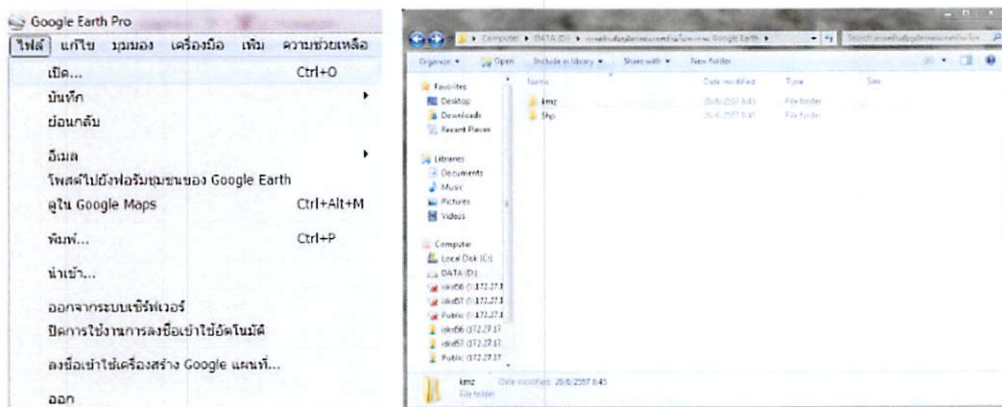 Google Earth Pro
ไฟล์ แก้ไข มุมมอง เครื่องมือ เพิ่ม ความช่วยเหลือ
เปิด... Ctrl+O
บันทึก
ย้อนกลับ
อีเมล
โพสต์ไปยังฟอรัมชุมชนของ Google Earth
ดูใน Google Maps Ctrl+Alt+M
พิมพ์... Ctrl+P
นำเข้า...
ออกจากระบบเซิร์ฟเวอร์
ปิดการใช้งานการลงชื่อเข้าใช้อัตโนมัติ
ลงชื่อเข้าใช้เครื่องสร้าง Google แผนที่...
ออก
Computer DATA (D:) Google Earth
Organize Open Include in library Share with New folder
Name Date modified Type Size
Favorites
Desktop
Downloads
Recent Places
kmz 20/6/2557 8:45 File folder
Shp File folder
Libraries
Documents
Music
Pictures
Videos
Computer
Local Disk (C:)
DATA (D:)
Public
Public
kmz Date modified: 20/6/2557 8:45
File folder